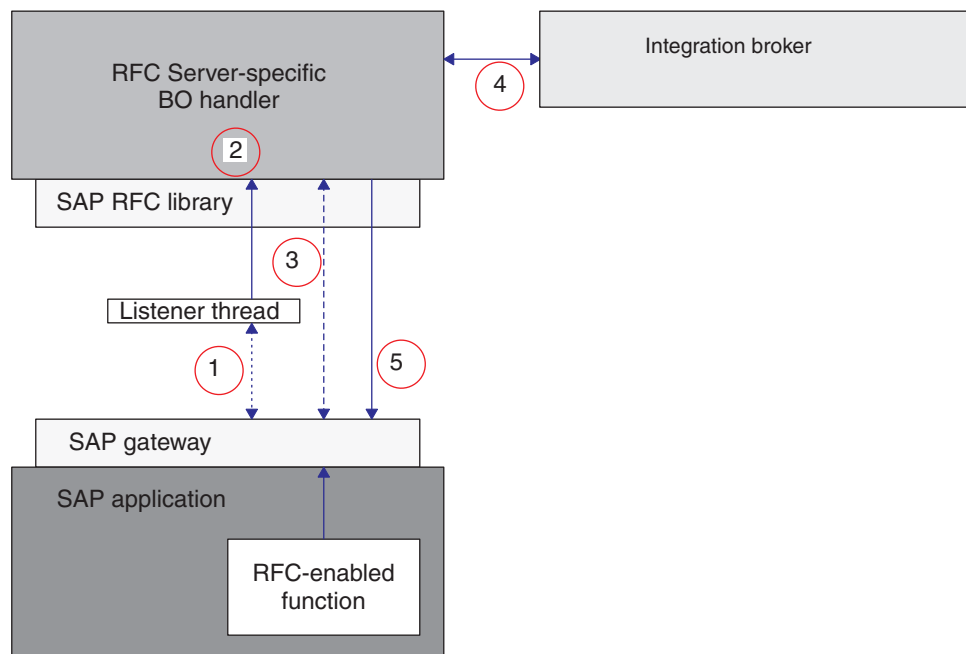 RFC Server-specific
BO handler
Integration broker
4
2
SAP RFC library
3
Listener thread
1
5
SAP gateway
SAP application
RFC-enabled
function